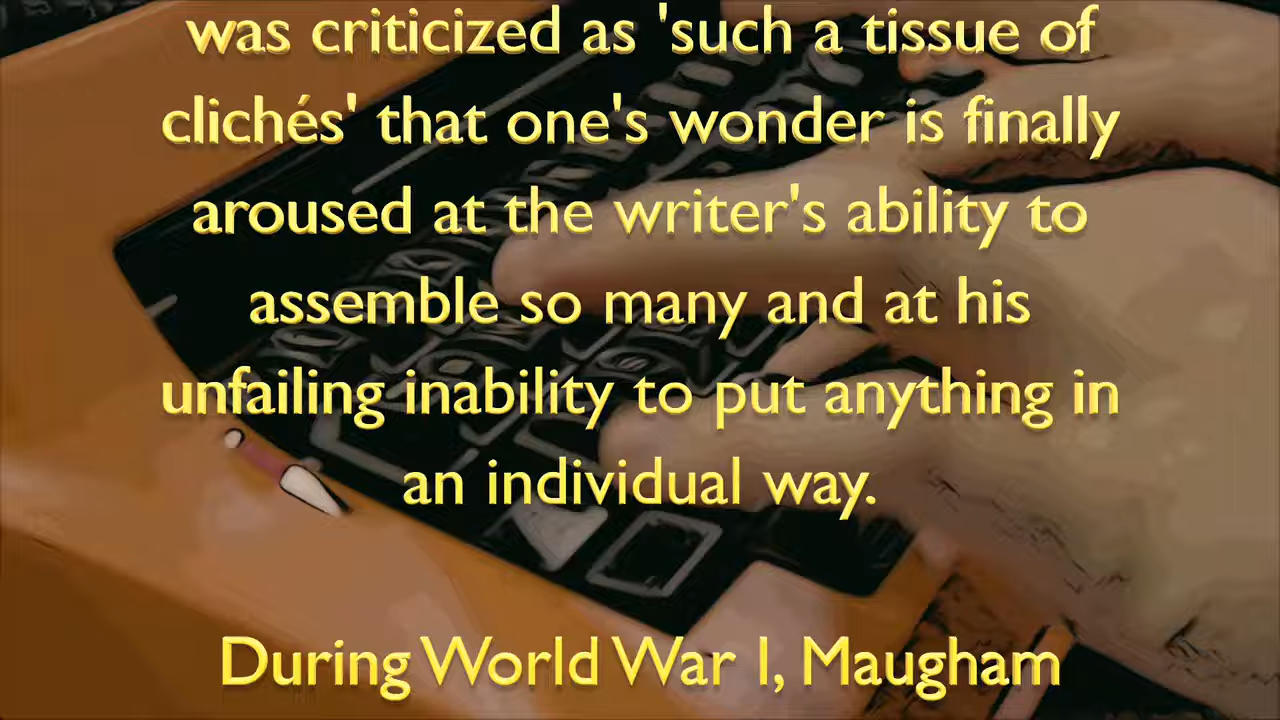 was criticized as 'such a tissue of
clichés' that one's wonder is finally
aroused at the writer's ability to
assemble so many and at his
unfailing inability to put anything in
an individual way.
During World War I, Maugham